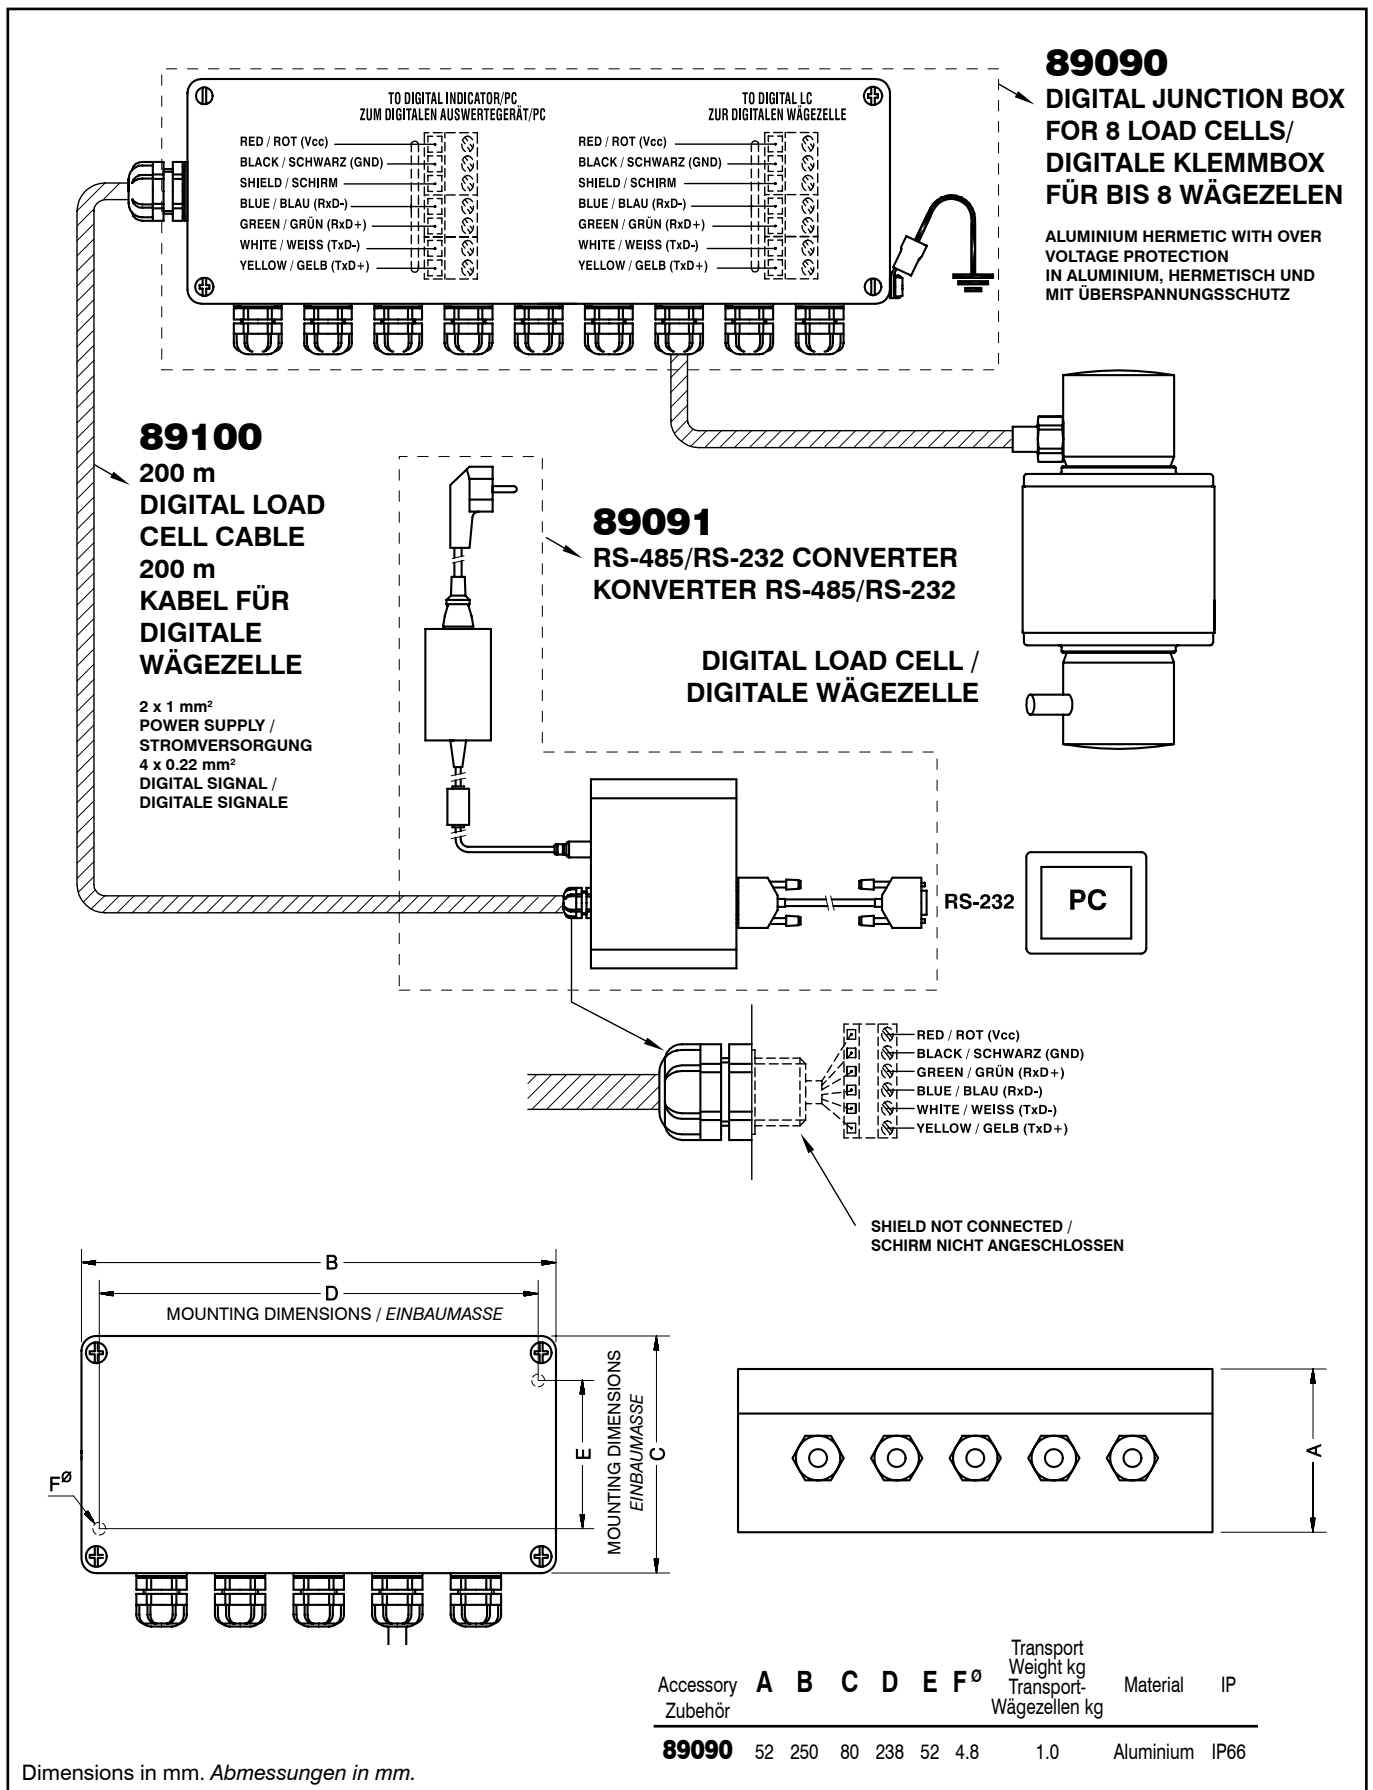 89090
DIGITAL JUNCTION BOX
FOR 8 LOAD CELLS/
DIGITALE KLEMMBOX
FÜR BIS 8 WÄGEZELEN
ALUMINIUM HERMETIC WITH OVER
VOLTAGE PROTECTION
IN ALUMINIUM, HERMETISCH UND
MIT ÜBERSPANNUNGSSCHUTZ
TO DIGITAL INDICATOR/PC
ZUM DIGITALEN AUSWERTEGERÄT/PC
RED / ROT (Vcc)
BLACK / SCHWARZ (GND)
SHIELD / SCHIRM
BLUE / BLAU (RxD-)
GREEN / GRÜN (RxD+)
WHITE / WEISS (TxD-)
YELLOW / GELB (TxD+)
TO DIGITAL LC
ZUR DIGITALEN WÄGEZELLE
RED / ROT (Vcc)
BLACK / SCHWARZ (GND)
SHIELD / SCHIRM
BLUE / BLAU (RxD-)
GREEN / GRÜN (RxD+)
WHITE / WEISS (TxD-)
YELLOW / GELB (TxD+)
89100
200 m
DIGITAL LOAD
CELL CABLE
200 m
KABEL FÜR
DIGITALE
WÄGEZELLE
2 x 1 mm²
POWER SUPPLY /
STROMVERSORGUNG
4 x 0.22 mm²
DIGITAL SIGNAL /
DIGITALE SIGNALE
89091
RS-485/RS-232 CONVERTER
KONVERTER RS-485/RS-232
DIGITAL LOAD CELL /
DIGITALE WÄGEZELLE
RS-232
PC
RED / ROT (Vcc)
BLACK / SCHWARZ (GND)
GREEN / GRÜN (RxD+)
BLUE / BLAU (RxD-)
WHITE / WEISS (TxD-)
YELLOW / GELB (TxD+)
SHIELD NOT CONNECTED /
SCHIRM NICHT ANGESCHLOSSEN
B
D
MOUNTING DIMENSIONS / EINBAUMASSE
E
MOUNTING DIMENSIONS
EINBAUMASSE
C
FØ
A
Accessory Zubehör A B C D E FØ Transport Weight kg Transport-Wägezellen kg Material IP
89090 52 250 80 238 52 4.8 1.0 Aluminium IP66
Dimensions in mm. Abmessungen in mm.